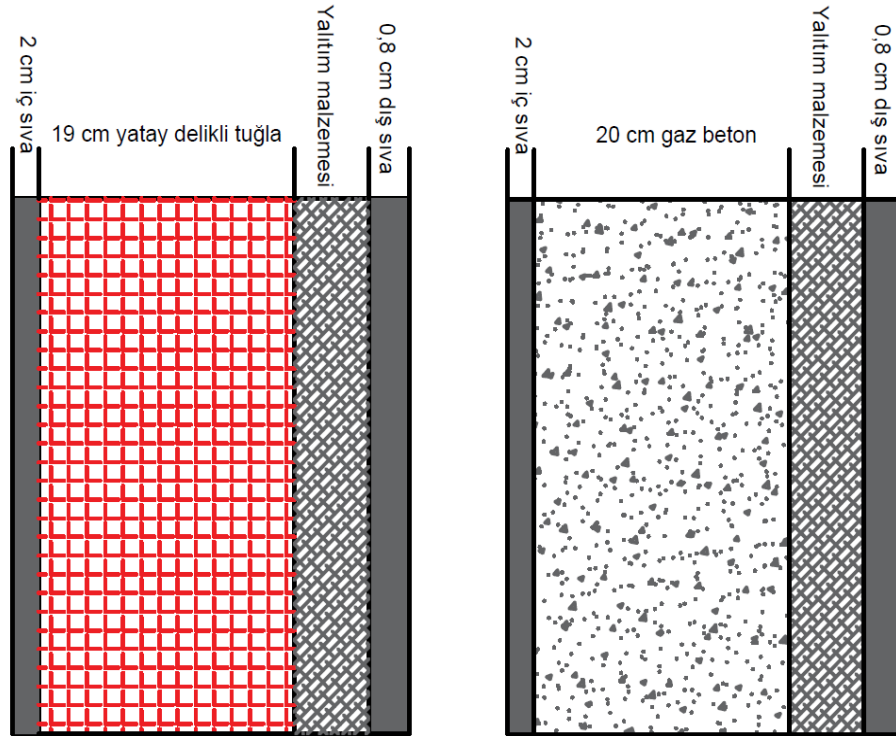 2 cm iç sıva
19 cm yatay delikli tuğla
Yalıtım malzemesi
0,8 cm dış sıva
2 cm iç sıva
20 cm gaz beton
Yalıtım malzemesi
0,8 cm dış sıva